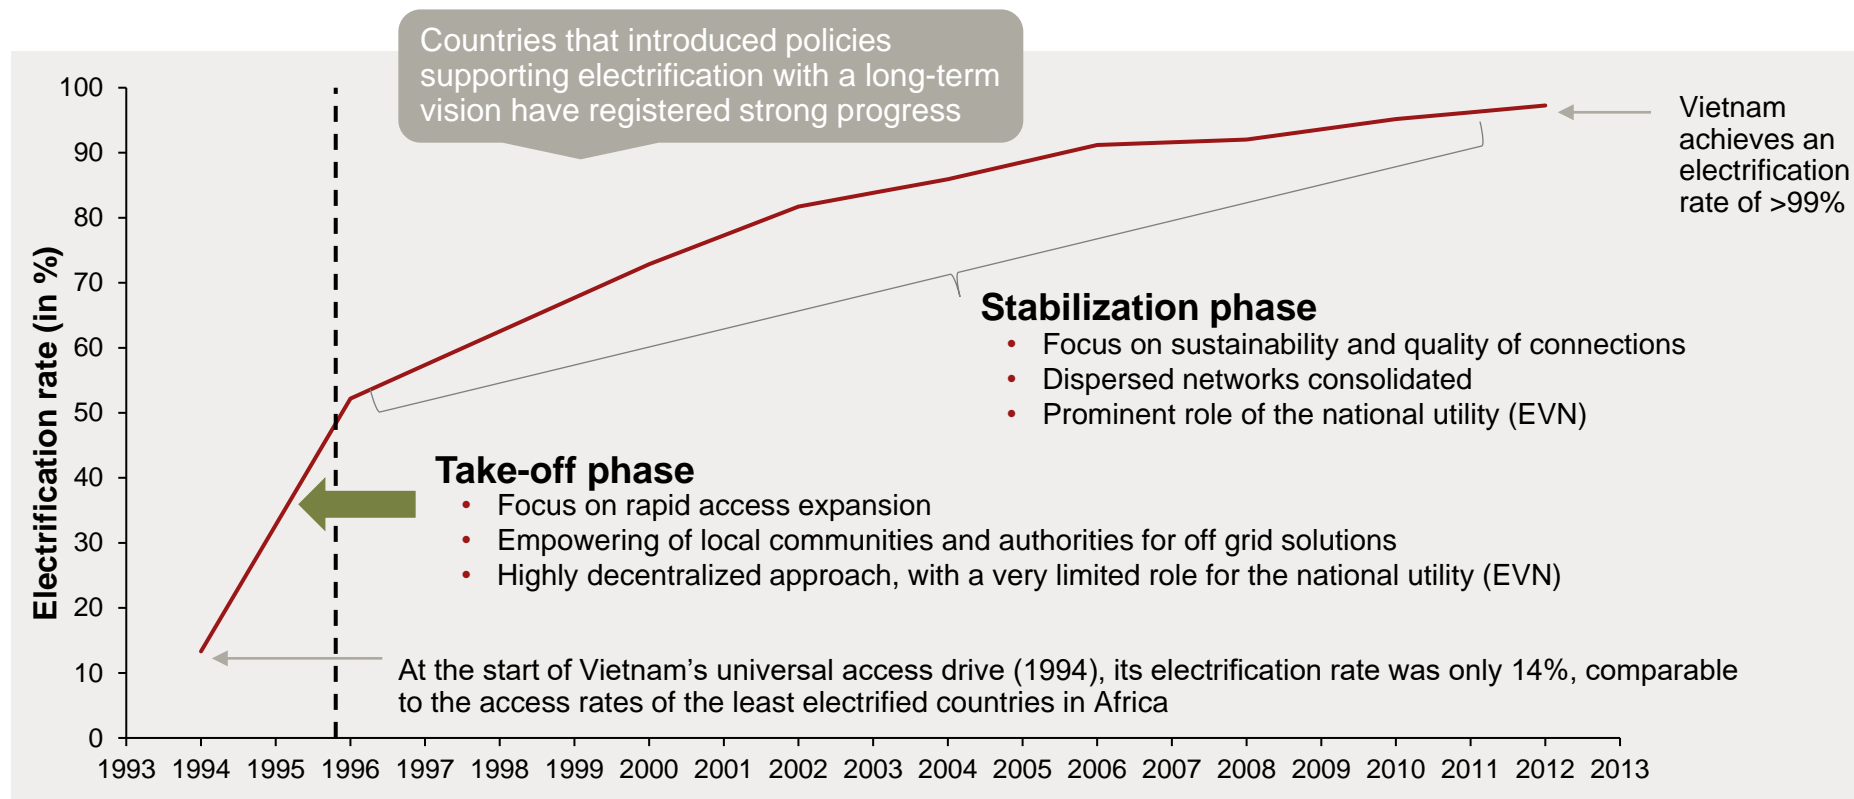 Countries that introduced policies
supporting electrification with a long-term
vision have registered strong progress
Vietnam
achieves an
electrification
rate of >99%
Electrification rate (in %)
100
90
80
70
60
50
40
30
20
10
0
Stabilization phase
• Focus on sustainability and quality of connections
• Dispersed networks consolidated
• Prominent role of the national utility (EVN)
Take-off phase
• Focus on rapid access expansion
• Empowering of local communities and authorities for off grid solutions
• Highly decentralized approach, with a very limited role for the national utility (EVN)
At the start of Vietnam’s universal access drive (1994), its electrification rate was only 14%, comparable
to the access rates of the least electrified countries in Africa
1993 1994 1995 1996 1997 1998 1999 2000 2001 2002 2003 2004 2005 2006 2007 2008 2009 2010 2011 2012 2013